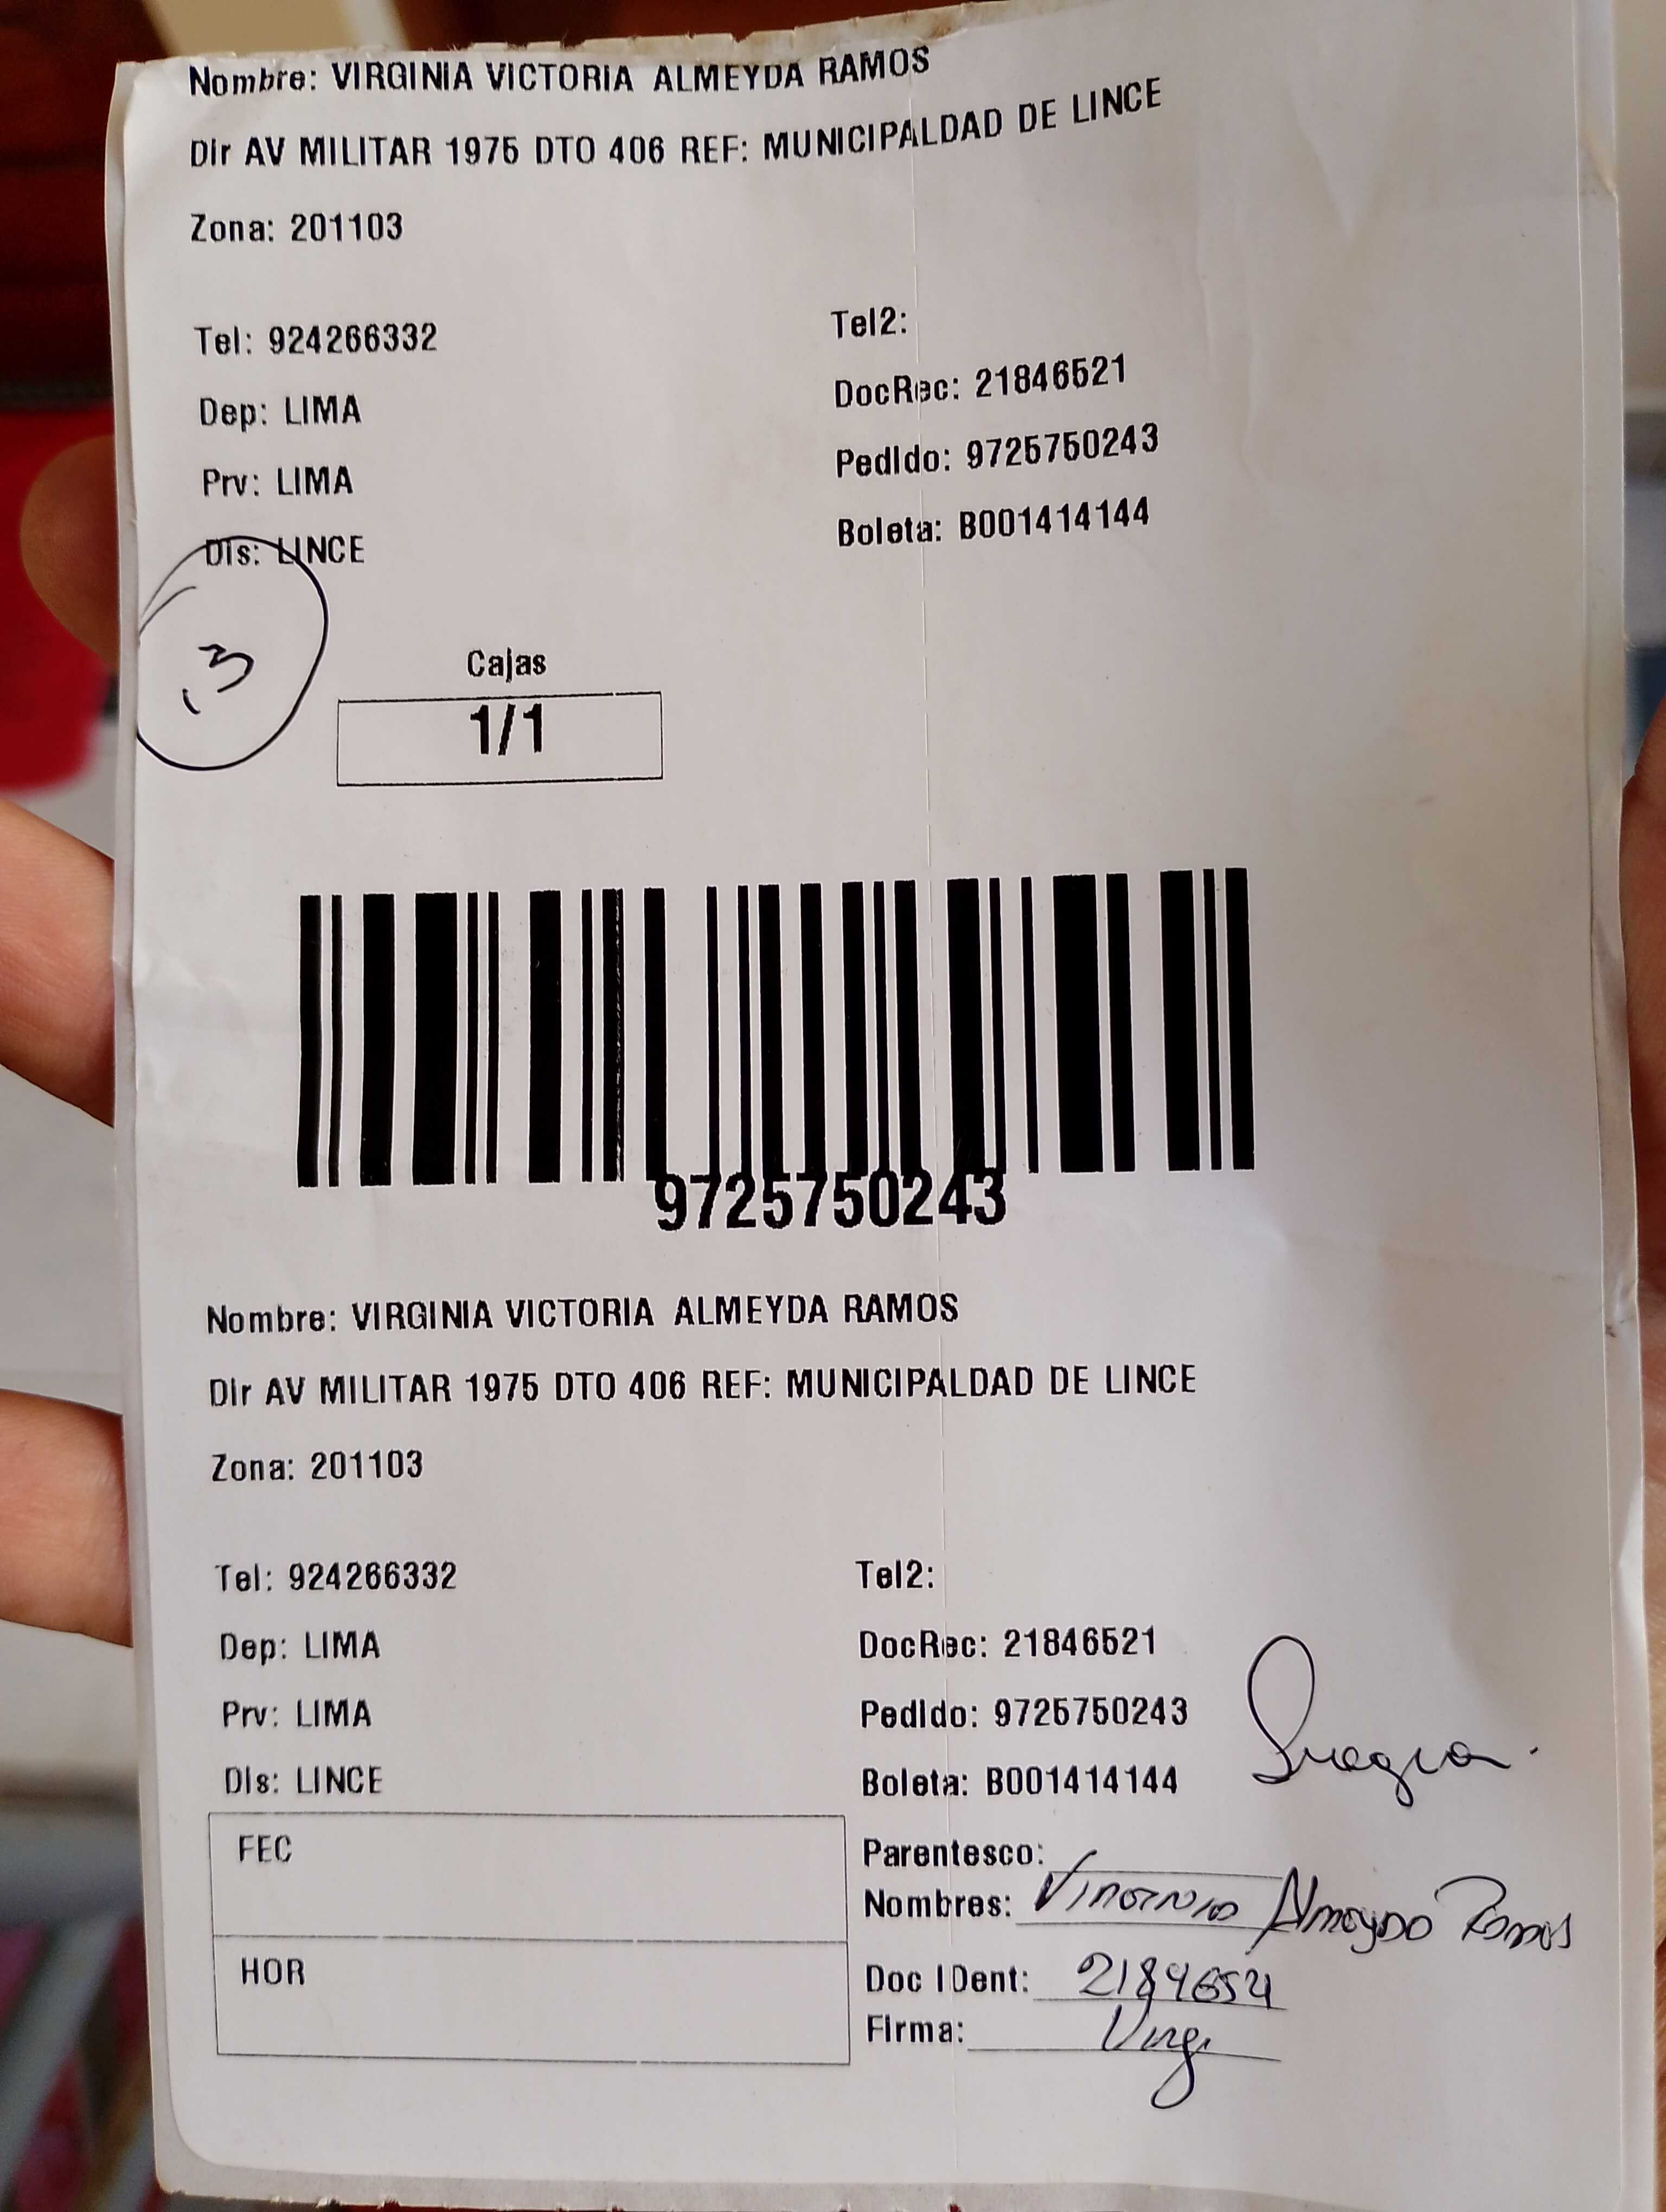 Nombre: VIRGINIA VICTORIA ALMEYDA RAMOS
Dir AV MILITAR 1975 DTO 406 REF: MUNICIPALDAD DE LINCE
Zona: 201103
Tel: 924266332 Tel2:
Dep: LIMA DocRec: 21846521
Prv: LIMA Pedido: 9725750243
Dis: LINCE Boleta: B001414144
3
Cajas
1/1
9725750243
Nombre: VIRGINIA VICTORIA ALMEYDA RAMOS
Dir AV MILITAR 1975 DTO 406 REF: MUNICIPALDAD DE LINCE
Zona: 201103
Tel: 924266332 Tel2:
Dep: LIMA DocRec: 21846521
Prv: LIMA Pedido: 9725750243
Dis: LINCE Boleta: B001414144
FEC Parentesco:
Nombres: Virginia Almeyda Ramos
HOR Doc IDent: 21846521
Firma: